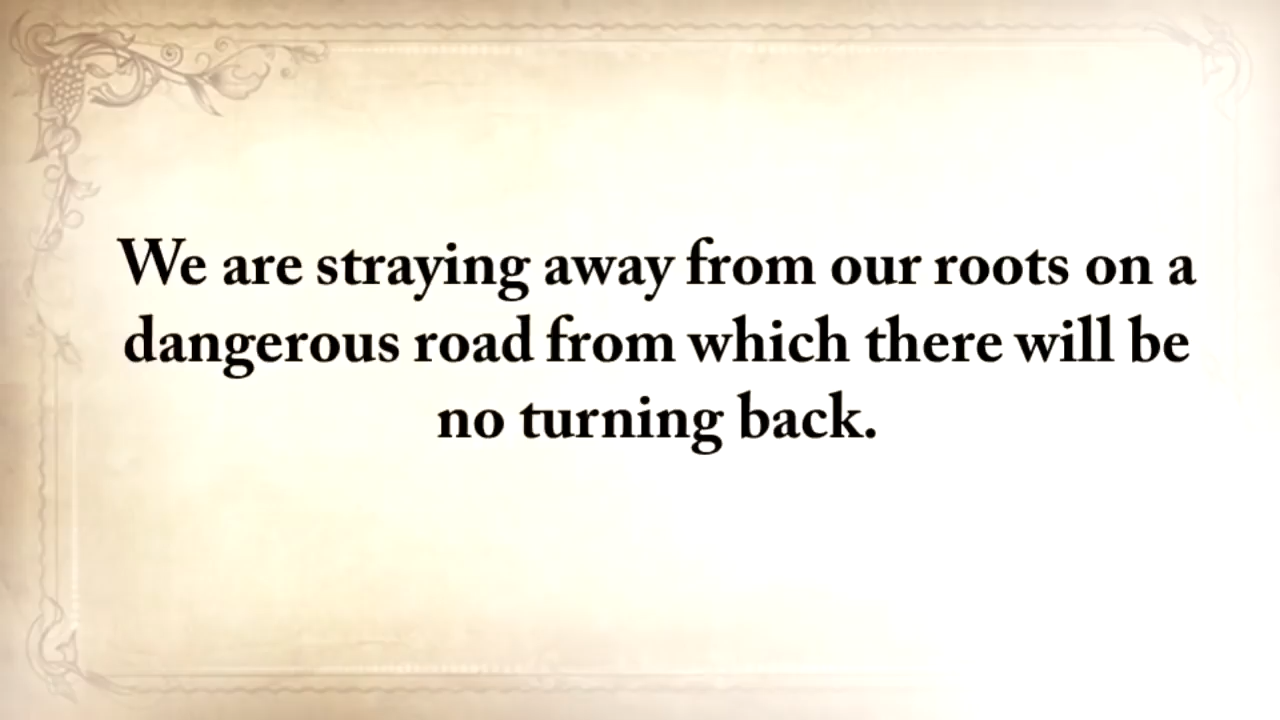 We are straying away from our roots on a
dangerous road from which there will be
no turning back.